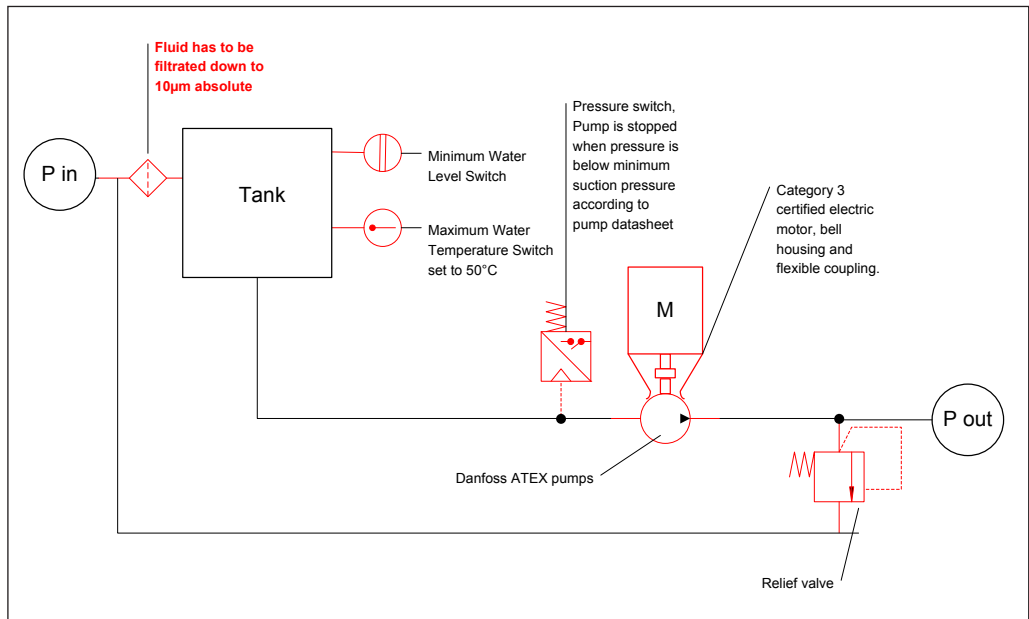 Fluid has to be
filtrated down to
10µm absolute
P in
Tank
Minimum Water
Level Switch
Maximum Water
Temperature Switch
set to 50°C
Pressure switch,
Pump is stopped
when pressure is
below minimum
suction pressure
according to
pump datasheet
Category 3
certified electric
motor, bell
housing and
flexible coupling.
M
P out
Danfoss ATEX pumps
Relief valve